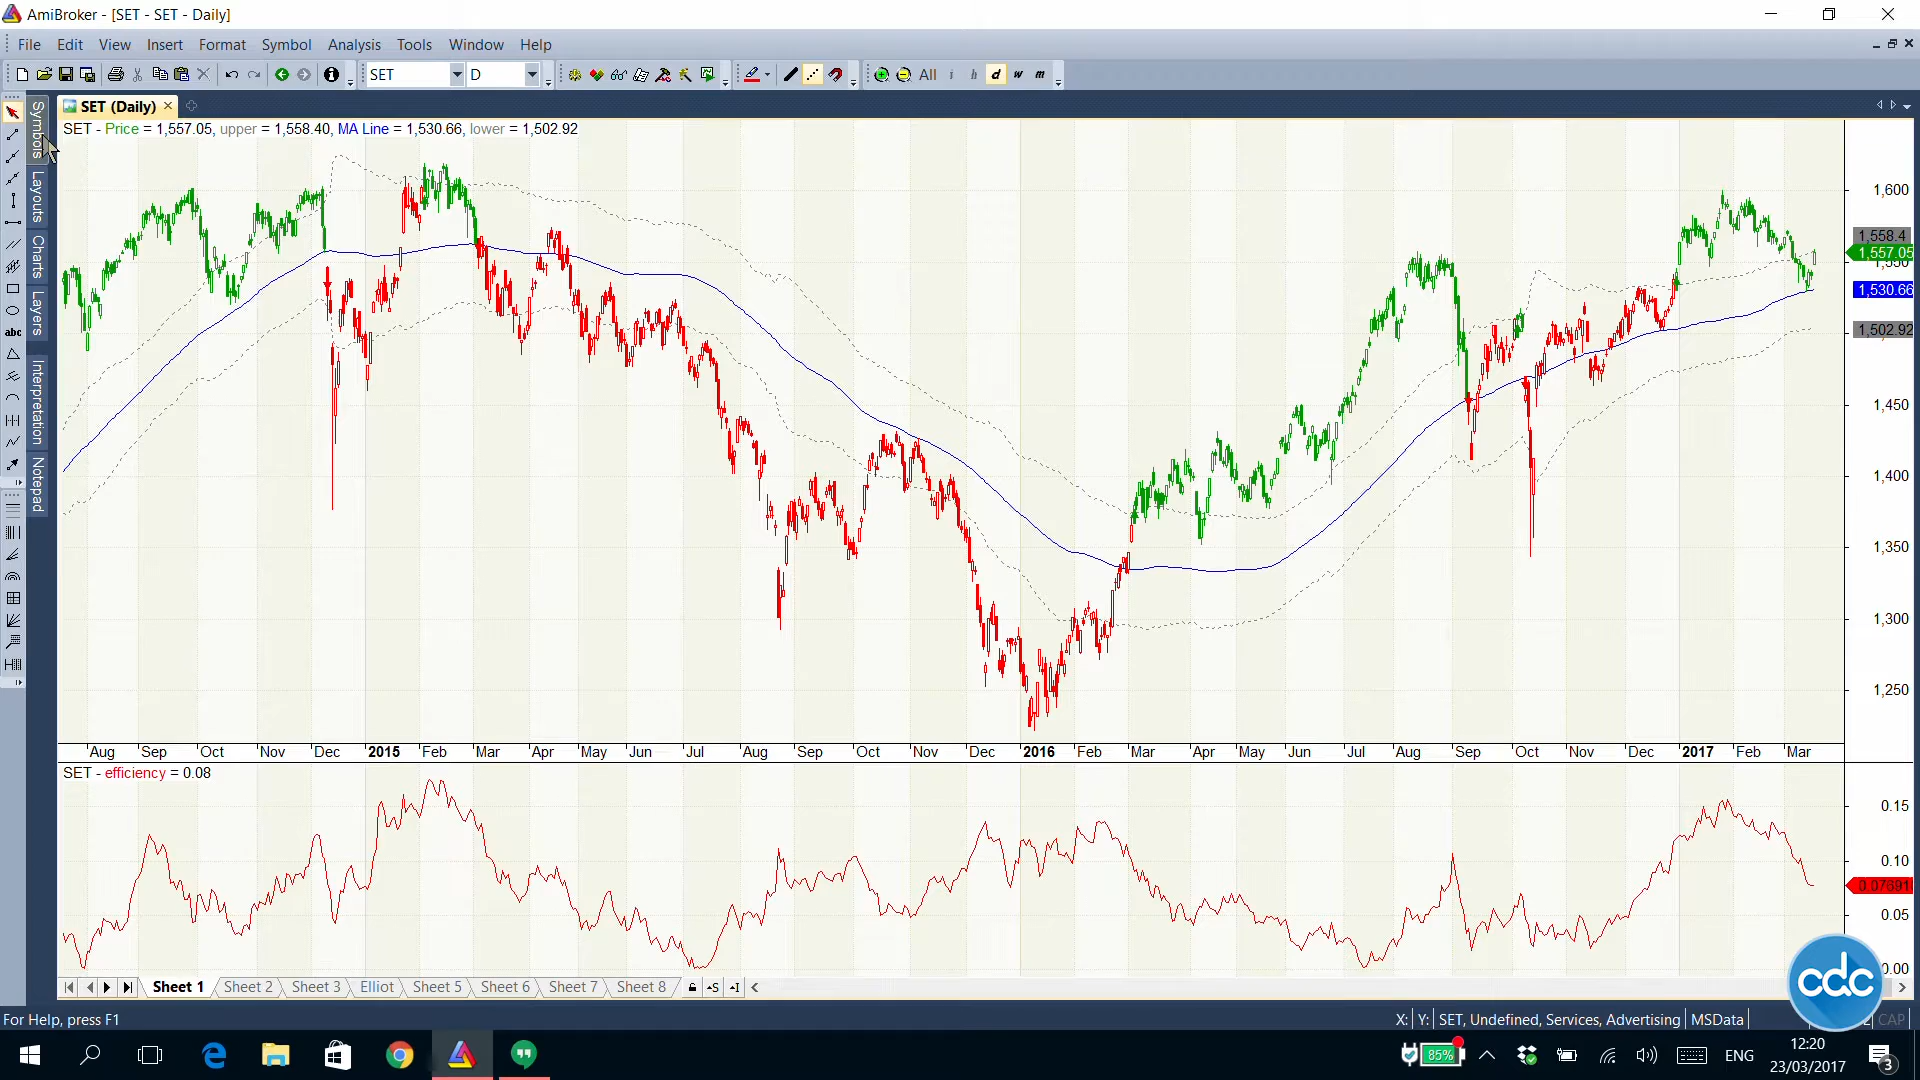 AmiBroker - [SET - SET - Daily]
File Edit View Insert Format Symbol Analysis Tools Window Help
SET D All i h d w m
SET (Daily)
SET - Price = 1,557.05, upper = 1,558.40, MA Line = 1,530.66, lower = 1,502.92
Symbols
Layouts
Charts
Layers
Interpretation
Notepad
abc
1,600
1,558.4
1,557.05
1,550
1,530.66
1,502.92
1,450
1,400
1,350
1,300
1,250
Aug Sep Oct Nov Dec 2015 Feb Mar Apr May Jun Jul Aug Sep Oct Nov Dec 2016 Feb Mar Apr May Jun Jul Aug Sep Oct Nov Dec 2017 Feb Mar
SET - efficiency = 0.08
0.15
0.10
0.07691
0.05
0.00
cdc
Sheet 1 Sheet 2 Sheet 3 Elliot Sheet 5 Sheet 6 Sheet 7 Sheet 8
For Help, press F1
X: Y: SET, Undefined, Services, Advertising MSData CAP
85% ENG
12:20
23/03/2017
3